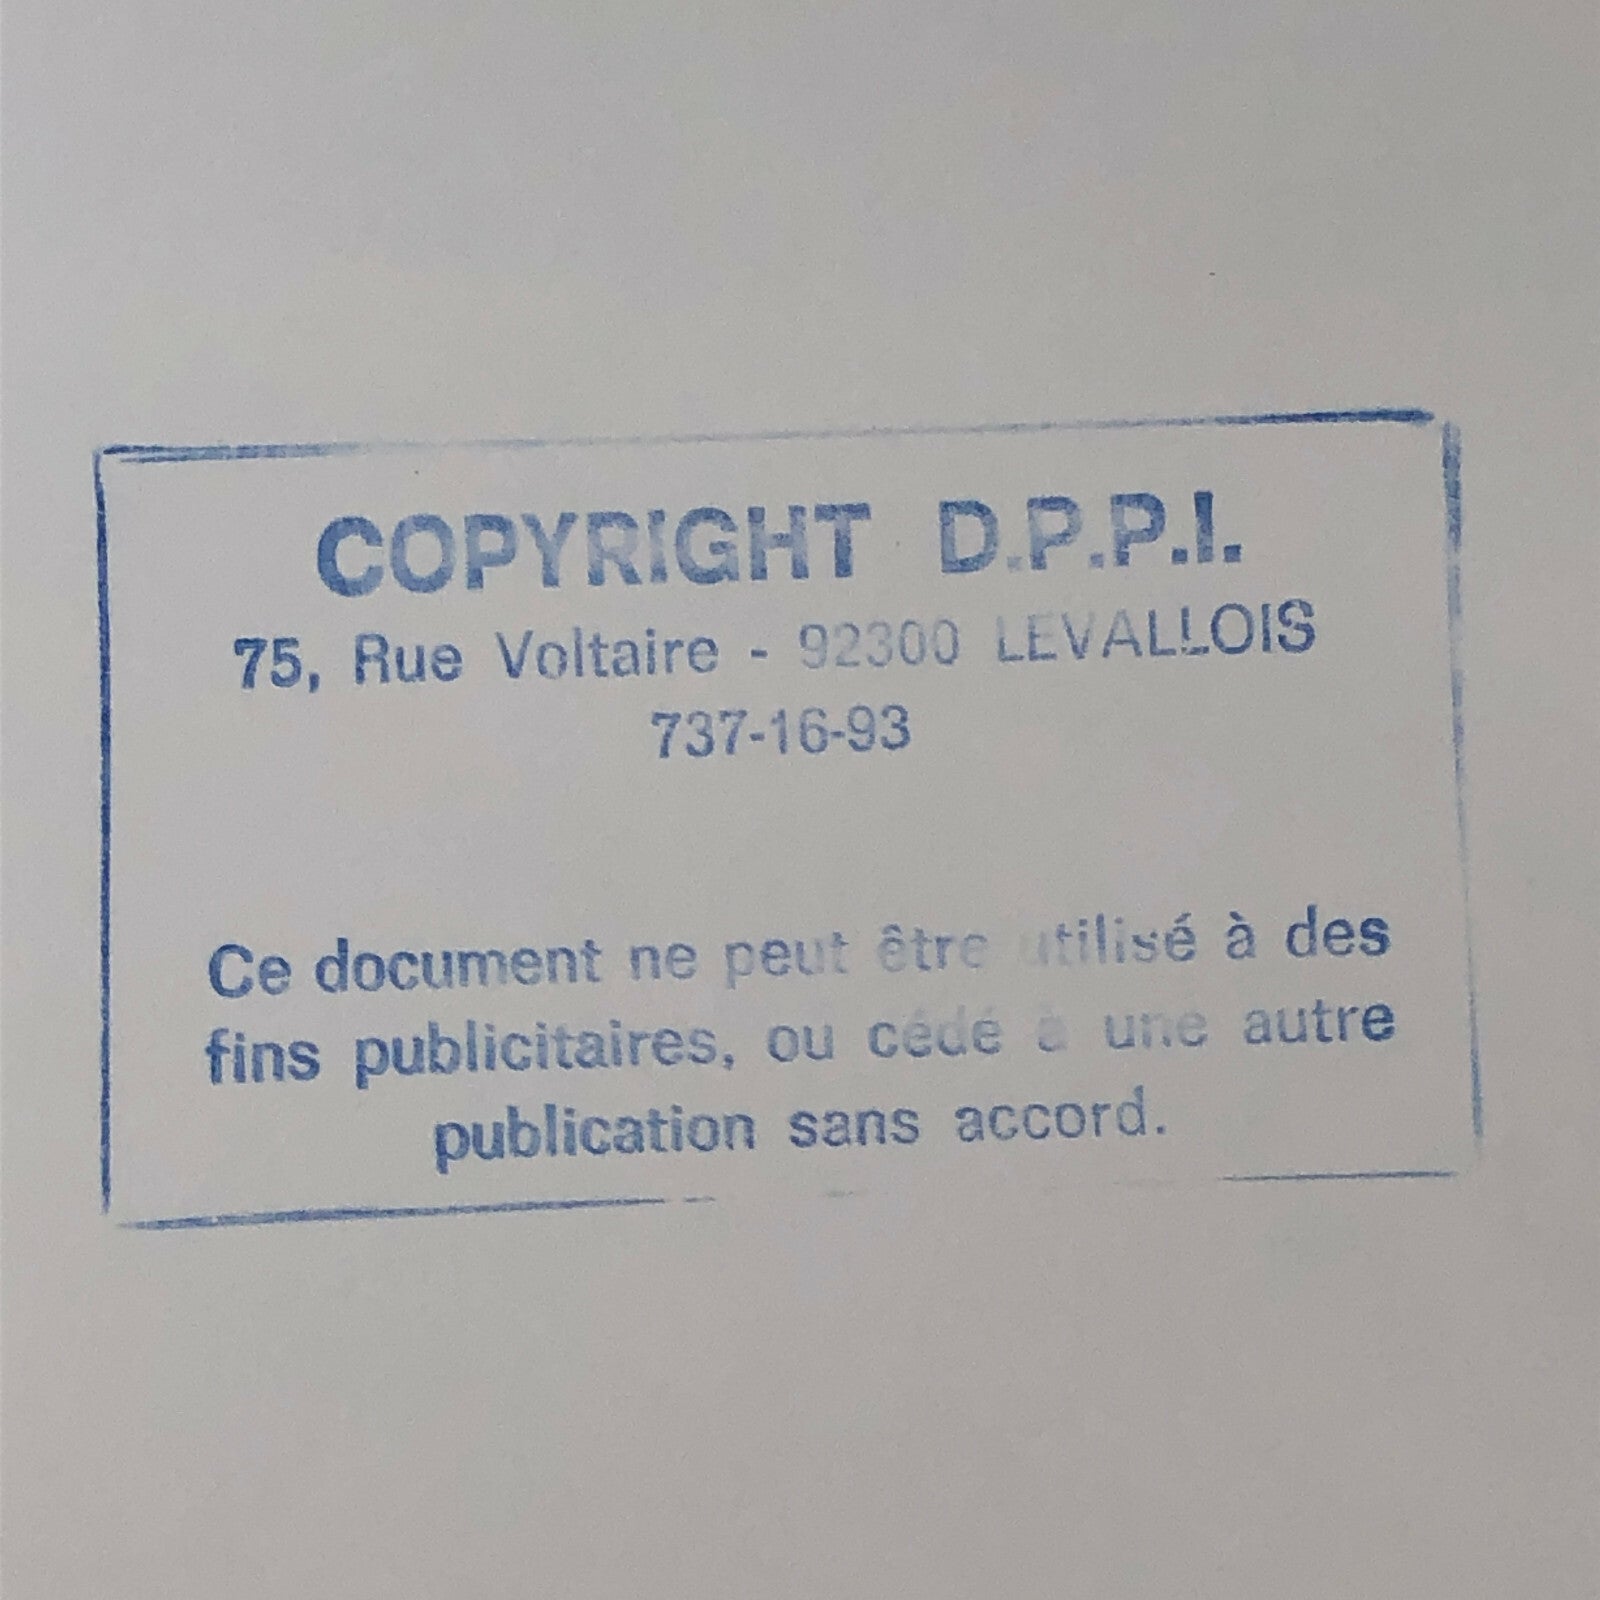 COPYRIGHT D.P.P.I.
75, Rue Voltaire - 92300 LEVALLOIS
737-16-93
Ce document ne peut être utilisé à des
fins publicitaires, ou cédé à une autre
publication sans accord.